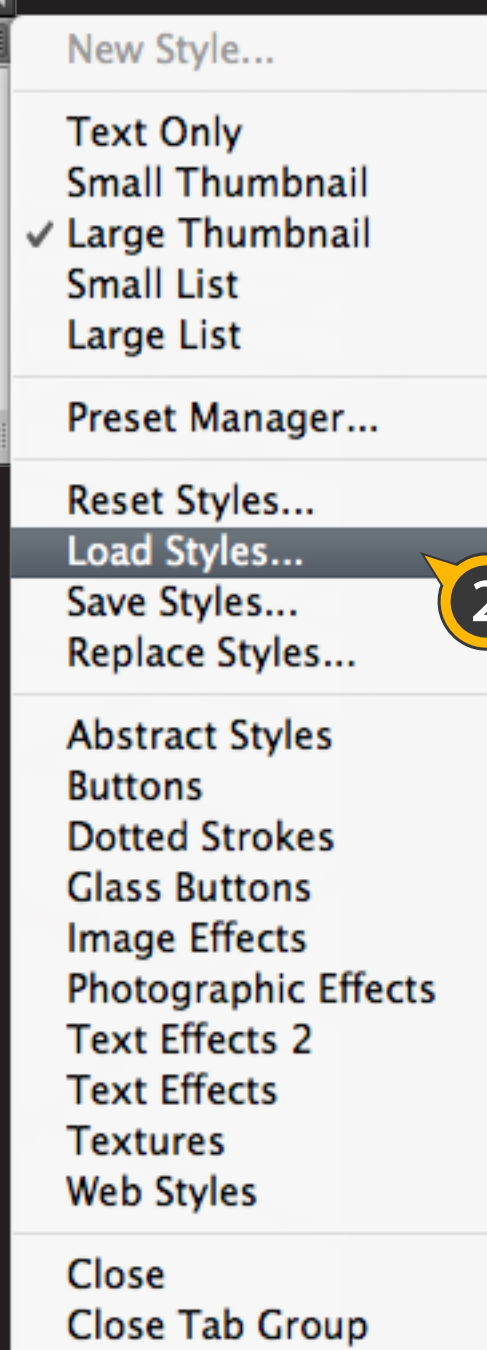 New Style...
Text Only
Small Thumbnail
✓ Large Thumbnail
Small List
Large List
Preset Manager...
Reset Styles...
Load Styles...
2
Save Styles...
Replace Styles...
Abstract Styles
Buttons
Dotted Strokes
Glass Buttons
Image Effects
Photographic Effects
Text Effects 2
Text Effects
Textures
Web Styles
Close
Close Tab Group